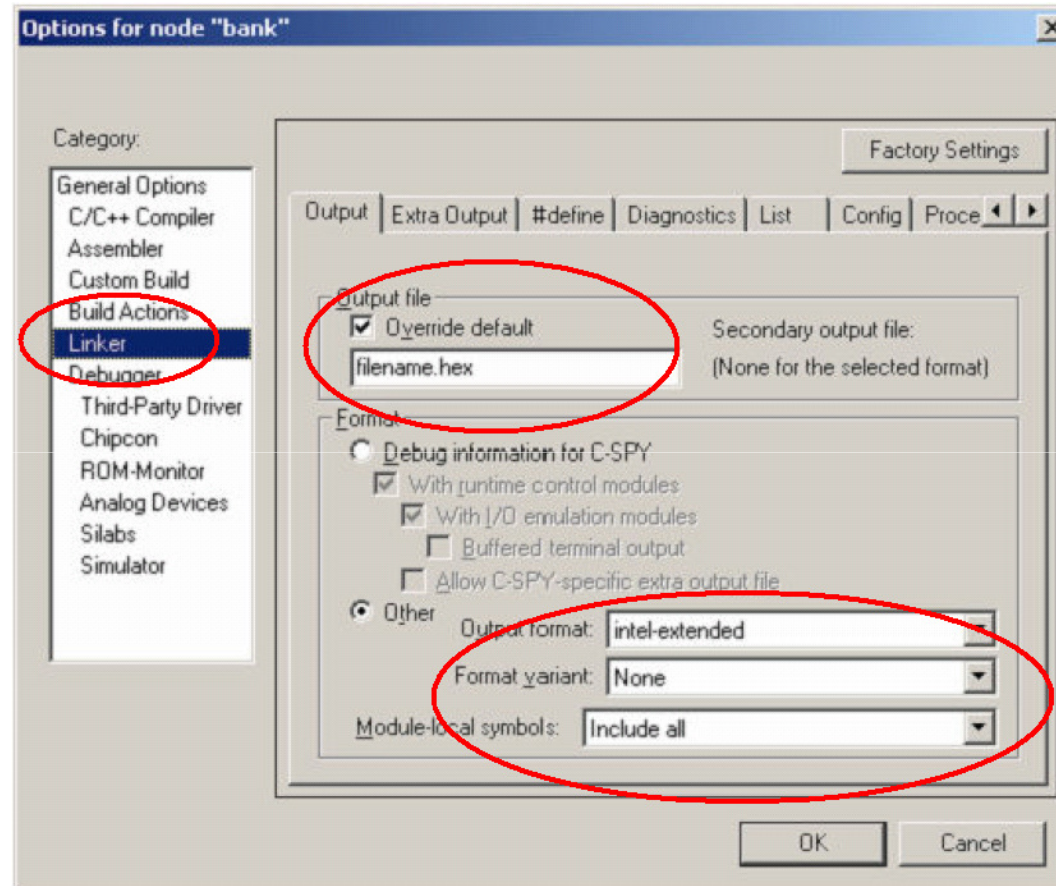 Options for node "bank"
Category:
General Options
C/C++ Compiler
Assembler
Custom Build
Build Actions
Linker
Debugger
Third-Party Driver
Chipcon
ROM-Monitor
Analog Devices
Silabs
Simulator
Factory Settings
Output Extra Output #define Diagnostics List Config Proce
Output file
Override default
filename.hex
Secondary output file:
(None for the selected format)
Format
Debug information for C-SPY
With runtime control modules
With I/O emulation modules
Buffered terminal output
Allow C-SPY-specific extra output file
Other
Output format: intel-extended
Format variant: None
Module-local symbols: Include all
OK Cancel